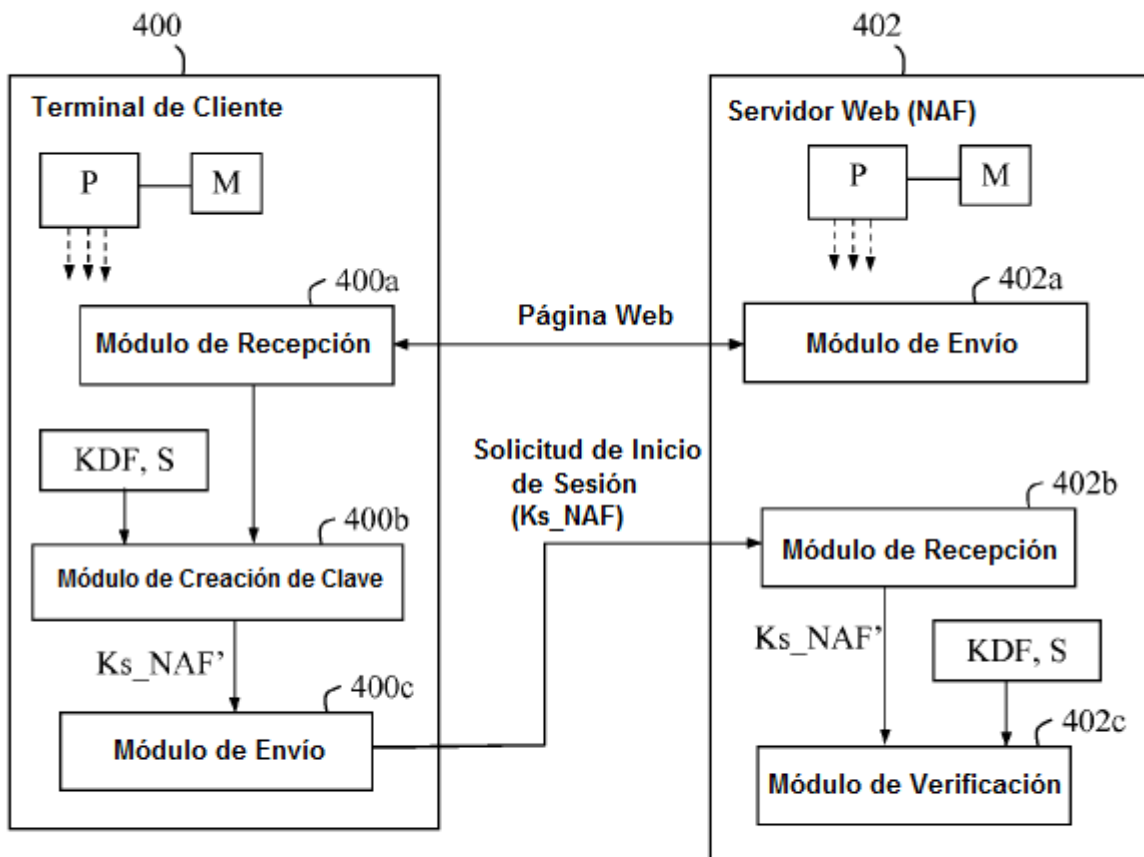 400
402
Terminal de Cliente
Servidor Web (NAF)
P
M
P
M
400a
402a
Módulo de Recepción
Página Web
Módulo de Envío
KDF, S
Solicitud de Inicio
de Sesión
(Ks_NAF)
400b
402b
Módulo de Creación de Clave
Módulo de Recepción
Ks_NAF’
Ks_NAF’
KDF, S
400c
402c
Módulo de Envío
Módulo de Verificación